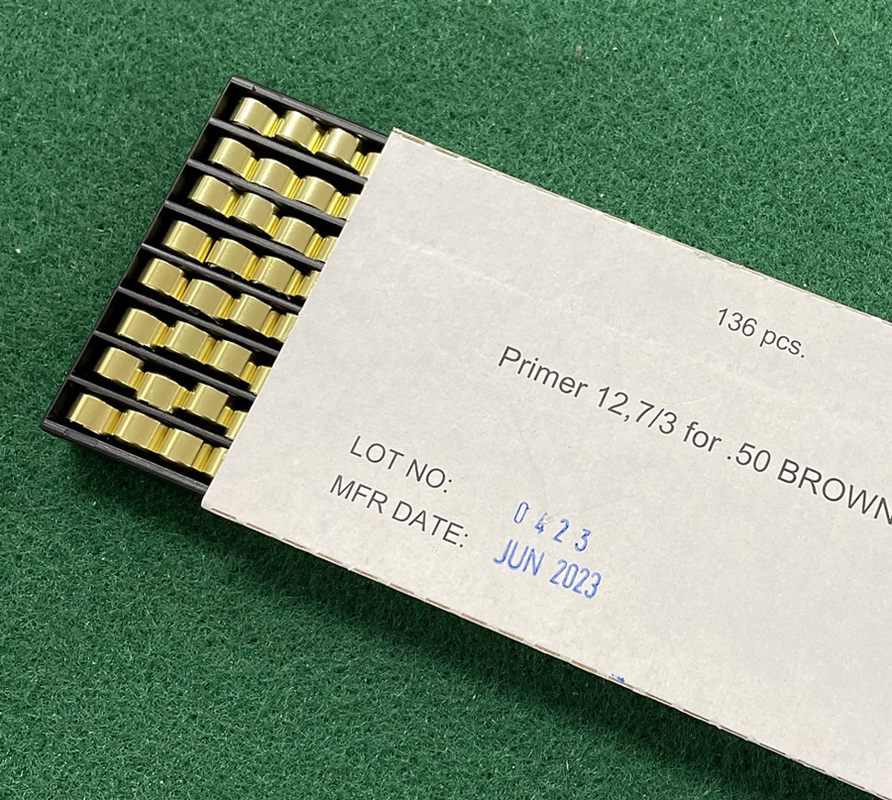 136 pcs.
Primer 12,7/3 for .50 BROWN
LOT NO: 0423
MFR DATE: JUN 2023